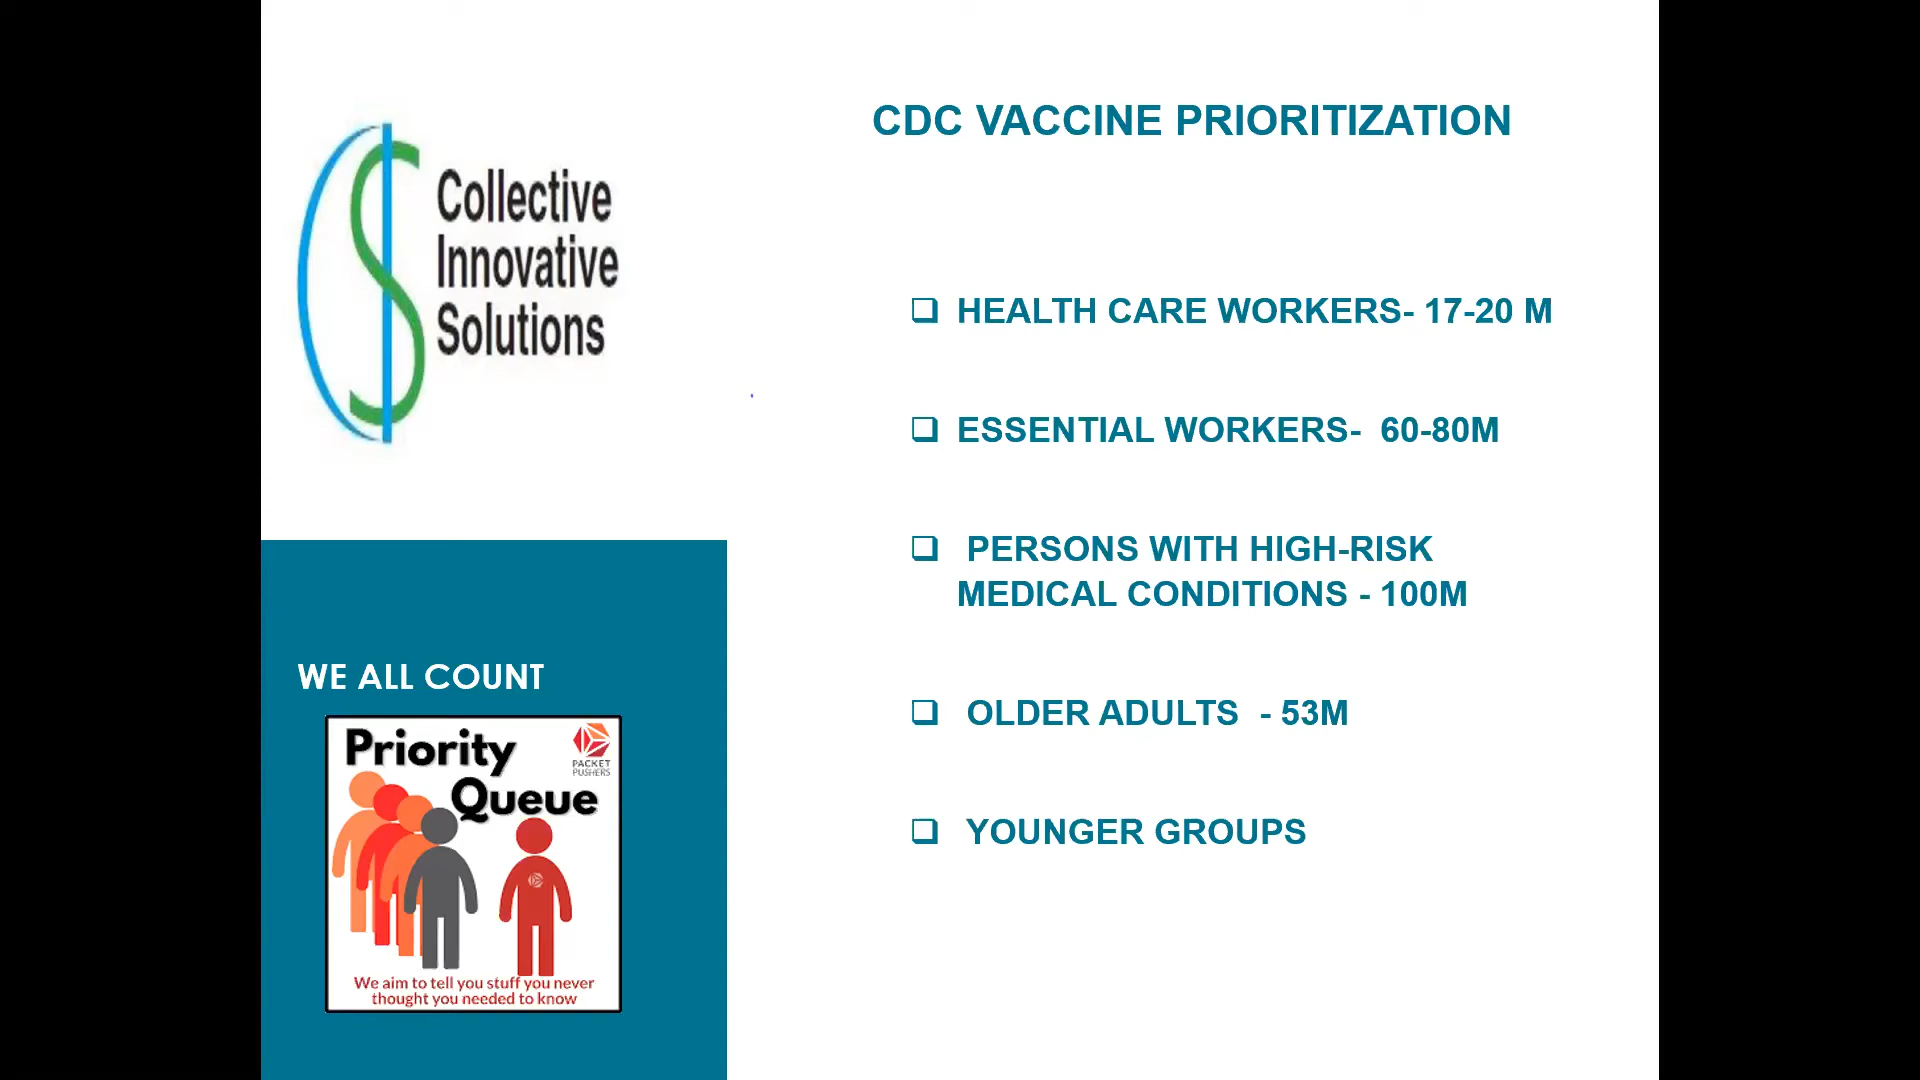 CDC VACCINE PRIORITIZATION
Collective
Innovative
Solutions
HEALTH CARE WORKERS- 17-20 M
ESSENTIAL WORKERS-  60-80M
PERSONS WITH HIGH-RISK
MEDICAL CONDITIONS - 100M
OLDER ADULTS  - 53M
YOUNGER GROUPS
WE ALL COUNT
Priority
Queue
PACKET
PUSHERS
We aim to tell you stuff you never
thought you needed to know